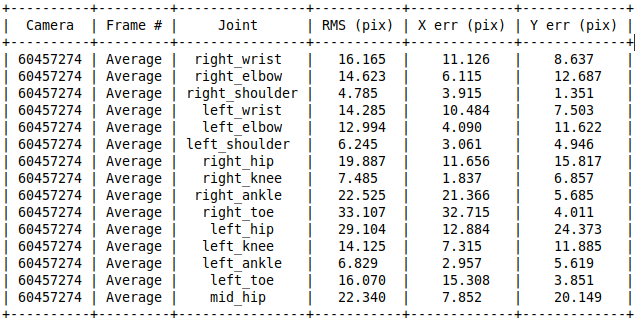 +----------+---------+----------------+-----------+-------------+-------------+
|  Camera  | Frame # |     Joint      | RMS (pix) | X err (pix) | Y err (pix) |
+----------+---------+----------------+-----------+-------------+-------------+
| 60457274 | Average |  right_wrist   |   16.165  |    11.126   |    8.637    |
| 60457274 | Average |  right_elbow   |   14.623  |    6.115    |    12.687   |
| 60457274 | Average | right_shoulder |   4.785   |    3.915    |    1.351    |
| 60457274 | Average |   left_wrist   |   14.285  |    10.484   |    7.503    |
| 60457274 | Average |   left_elbow   |   12.994  |    4.090    |    11.622   |
| 60457274 | Average | left_shoulder  |   6.245   |    3.061    |    4.946    |
| 60457274 | Average |   right_hip    |   19.887  |    11.656   |    15.817   |
| 60457274 | Average |   right_knee   |   7.485   |    1.837    |    6.857    |
| 60457274 | Average |  right_ankle   |   22.525  |    21.366   |    5.685    |
| 60457274 | Average |   right_toe    |   33.107  |    32.715   |    4.011    |
| 60457274 | Average |    left_hip    |   29.104  |    12.884   |    24.373   |
| 60457274 | Average |   left_knee    |   14.125  |    7.315    |    11.885   |
| 60457274 | Average |   left_ankle   |   6.829   |    2.957    |    5.619    |
| 60457274 | Average |    left_toe    |   16.070  |    15.308   |    3.851    |
| 60457274 | Average |    mid_hip     |   22.340  |    7.852    |    20.149   |
+----------+---------+----------------+-----------+-------------+-------------+